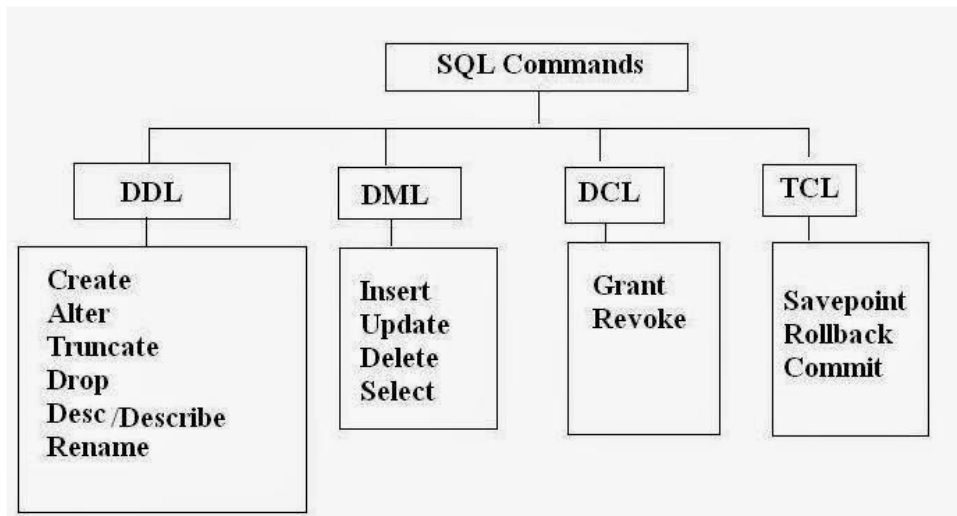 SQL Commands
DDL
DML
DCL
TCL
Create
Alter
Truncate
Drop
Desc /Describe
Rename
Insert
Update
Delete
Select
Grant
Revoke
Savepoint
Rollback
Commit